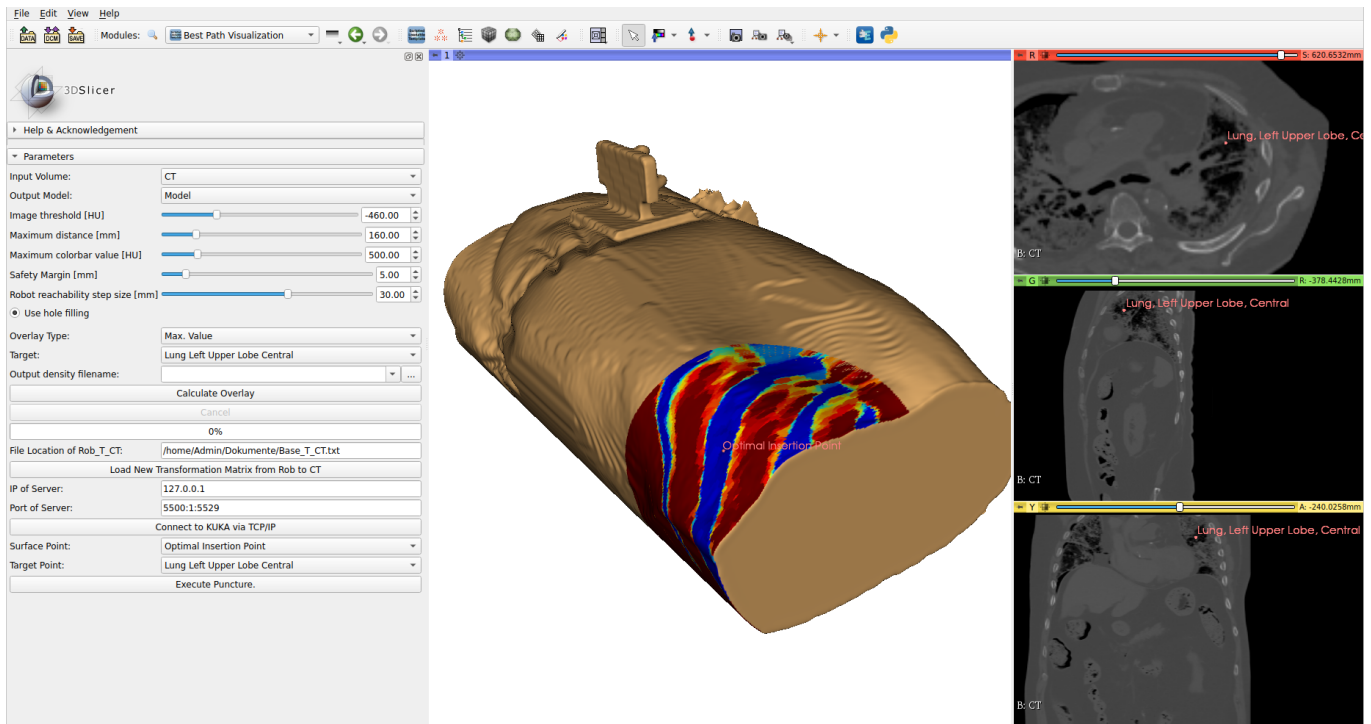 File Edit View Help
DATA DCM SAVE Modules: Best Path Visualization
3DSlicer
Help & Acknowledgement
Parameters
Input Volume: CT
Output Model: Model
Image threshold [HU] -460.00
Maximum distance [mm] 160.00
Maximum colorbar value [HU] 500.00
Safety Margin [mm] 5.00
Robot reachability step size [mm] 30.00
Use hole filling
Overlay Type: Max. Value
Target: Lung Left Upper Lobe Central
Output density filename: ...
Calculate Overlay
Cancel
0%
File Location of Rob_T_CT: /home/Admin/Dokumente/Base_T_CT.txt
Load New Transformation Matrix from Rob to CT
IP of Server: 127.0.0.1
Port of Server: 5500:1:5529
Connect to KUKA via TCP/IP
Surface Point: Optimal Insertion Point
Target Point: Lung Left Upper Lobe Central
Execute Puncture.
1
Optimal Insertion Point
R S: 620.6532mm
Lung, Left Upper Lobe, Ce
B: CT
G R: -378.4428mm
Lung, Left Upper Lobe, Central
B: CT
Y A: -240.0258mm
Lung, Left Upper Lobe, Central
B: CT